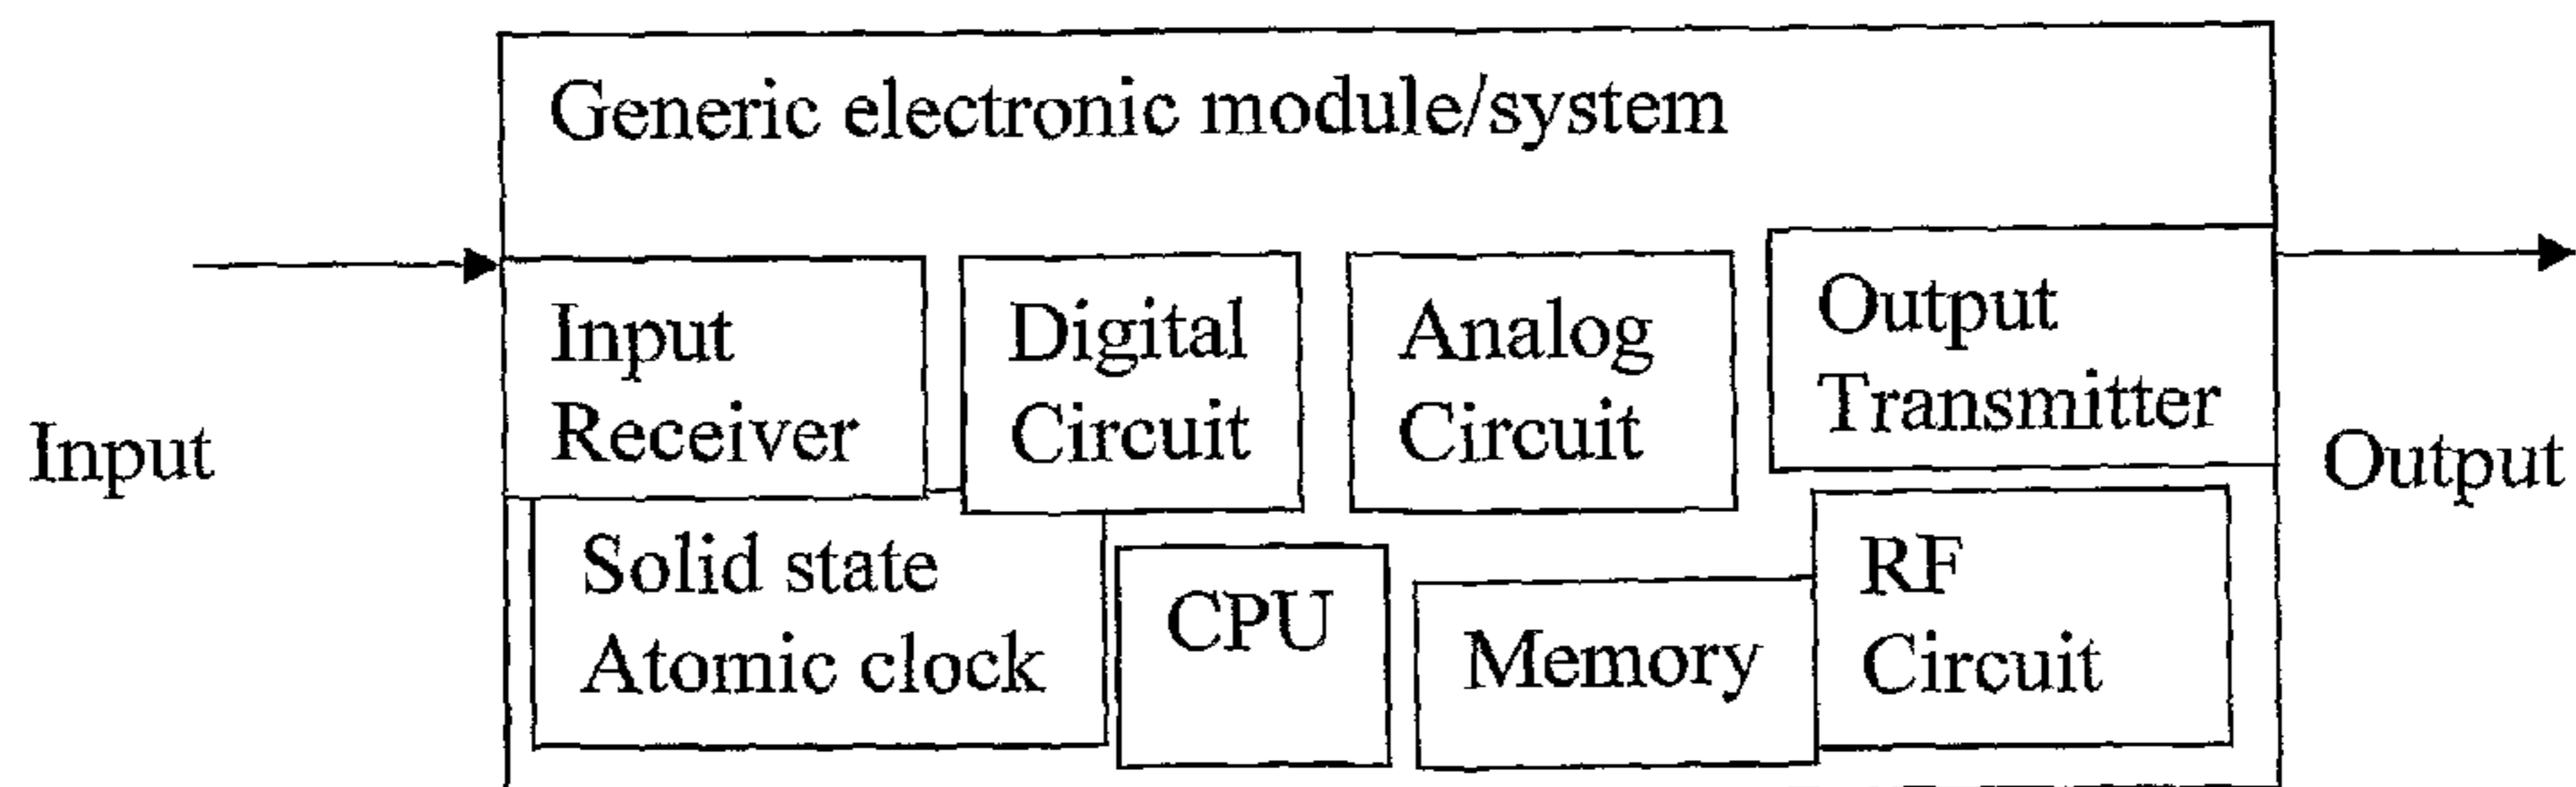 Generic electronic module/system
Input
Input
Receiver
Digital
Circuit
Analog
Circuit
Output
Transmitter
Output
Solid state
Atomic clock
CPU
Memory
RF
Circuit